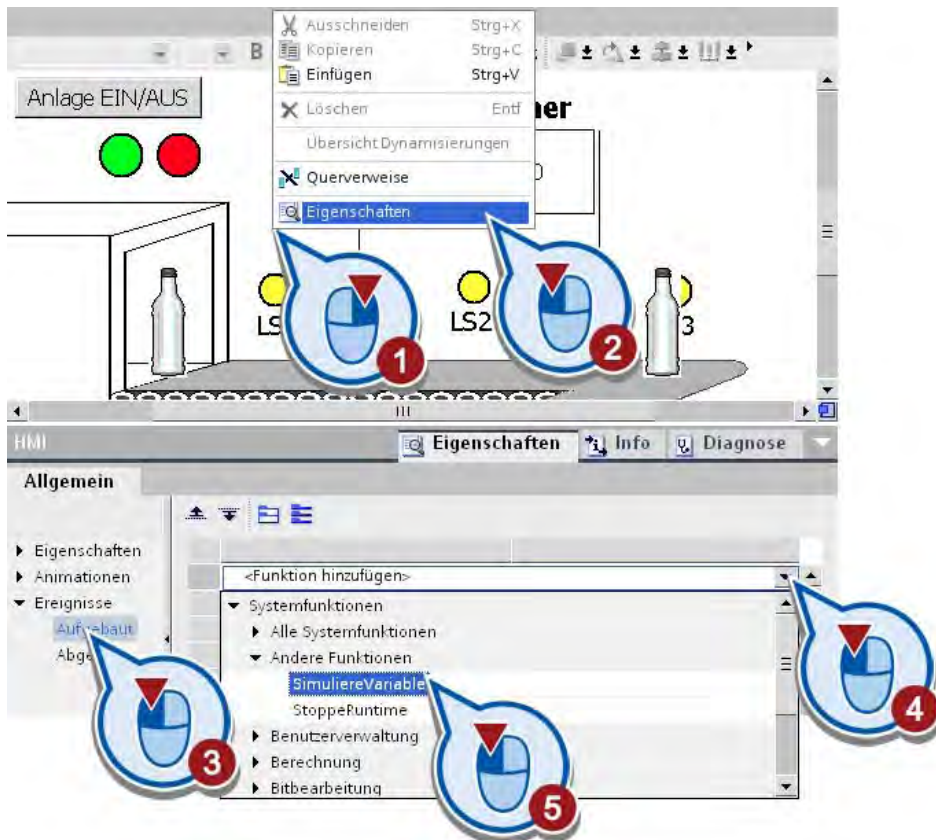 Ausschneiden Strg+X
B Kopieren Strg+C
Einfügen Strg+V
Anlage EIN/AUS
Löschen Entf
Übersicht Dynamisierungen
Querverweise
Eigenschaften
LS2
3
1
2
HMI
Eigenschaften Info Diagnose
Allgemein
Eigenschaften
Animationen
Ereignisse
Aufgebaut
<Funktion hinzufügen>
Systemfunktionen
Alle Systemfunktionen
Andere Funktionen
SimuliereVariable
StoppeRuntime
Benutzerverwaltung
Berechnung
Bitbearbeitung
3
4
5